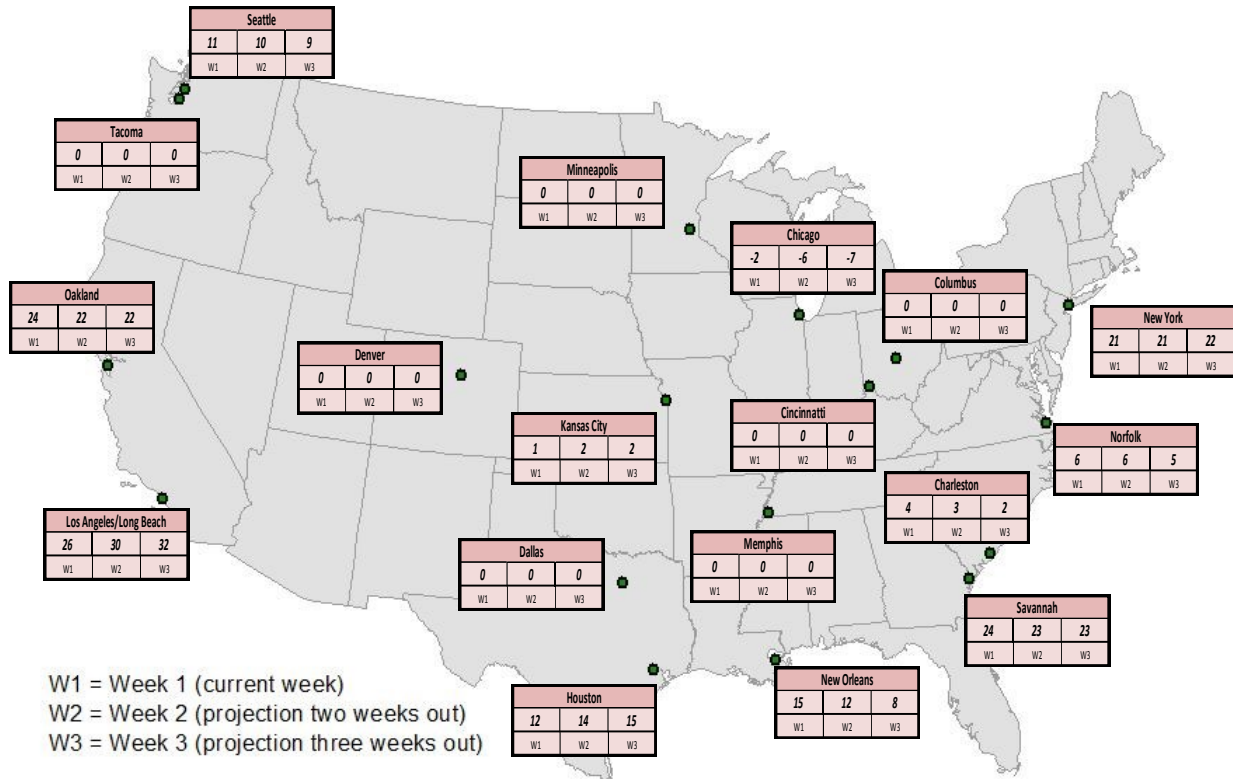 Seattle
11 10 9
W1 W2 W3
Tacoma
0 0 0
W1 W2 W3
Minneapolis
0 0 0
W1 W2 W3
Chicago
-2 -6 -7
W1 W2 W3
Columbus
0 0 0
W1 W2 W3
Oakland
24 22 22
W1 W2 W3
New York
21 21 22
W1 W2 W3
Denver
0 0 0
W1 W2 W3
Kansas City
1 2 2
W1 W2 W3
Cincinnatti
0 0 0
W1 W2 W3
Norfolk
6 6 5
W1 W2 W3
Charleston
4 3 2
W1 W2 W3
Los Angeles/Long Beach
26 30 32
W1 W2 W3
Dallas
0 0 0
W1 W2 W3
Memphis
0 0 0
W1 W2 W3
Savannah
24 23 23
W1 W2 W3
New Orleans
15 12 8
W1 W2 W3
Houston
12 14 15
W1 W2 W3
W1 = Week 1 (current week)
W2 = Week 2 (projection two weeks out)
W3 = Week 3 (projection three weeks out)